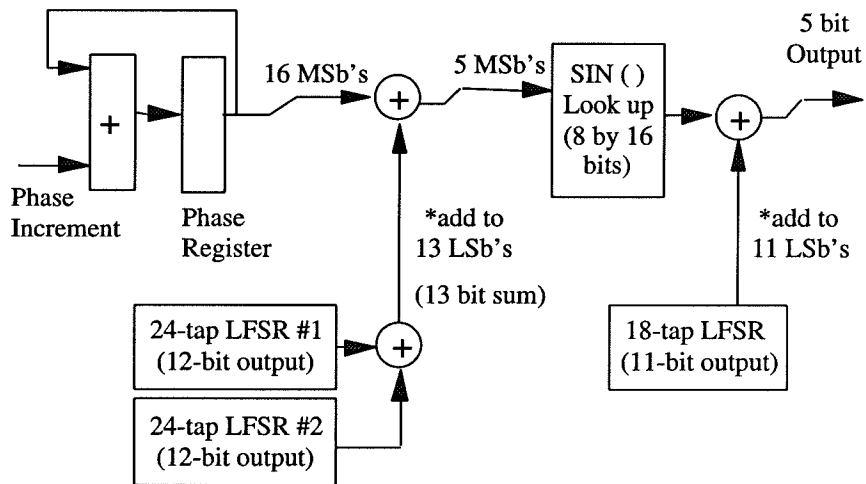 5 bit
Output
16 MSb's
5 MSb's
SIN ( )
Look up
(8 by 16
bits)
+
+
+
Phase
Increment
Phase
Register
*add to
13 LSb's
(13 bit sum)
*add to
11 LSb's
24-tap LFSR #1
(12-bit output)
+
18-tap LFSR
(11-bit output)
24-tap LFSR #2
(12-bit output)